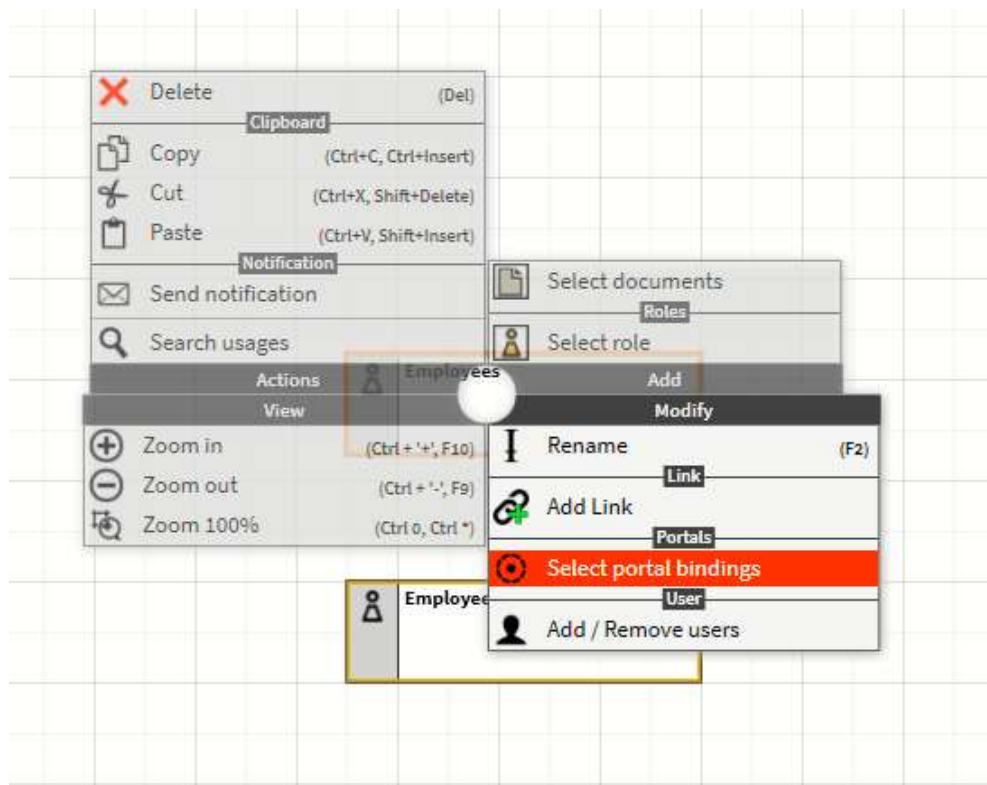 Delete (Del)
Clipboard
Copy (Ctrl+C, Ctrl+Insert)
Cut (Ctrl+X, Shift+Delete)
Paste (Ctrl+V, Shift+Insert)
Notification
Send notification
Search usages
Actions
Select documents
Roles
Select role
Employees
Add
View
Zoom in (Ctrl + '+', F10)
Zoom out (Ctrl + '-', F9)
Zoom 100% (Ctrl 0, Ctrl *)
Modify
Rename (F2)
Link
Add Link
Portals
Select portal bindings
User
Add / Remove users
Employee